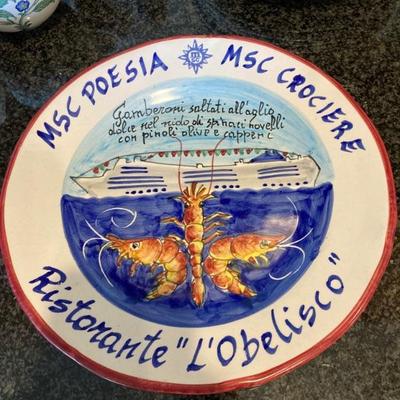 MSC POESIA MSC CROCIERE
Gamberoni saltati all'aglio
dolce nel nido di spinaci novelli
con pinoli olive e capperi
Ristorante "L'Obelisco"